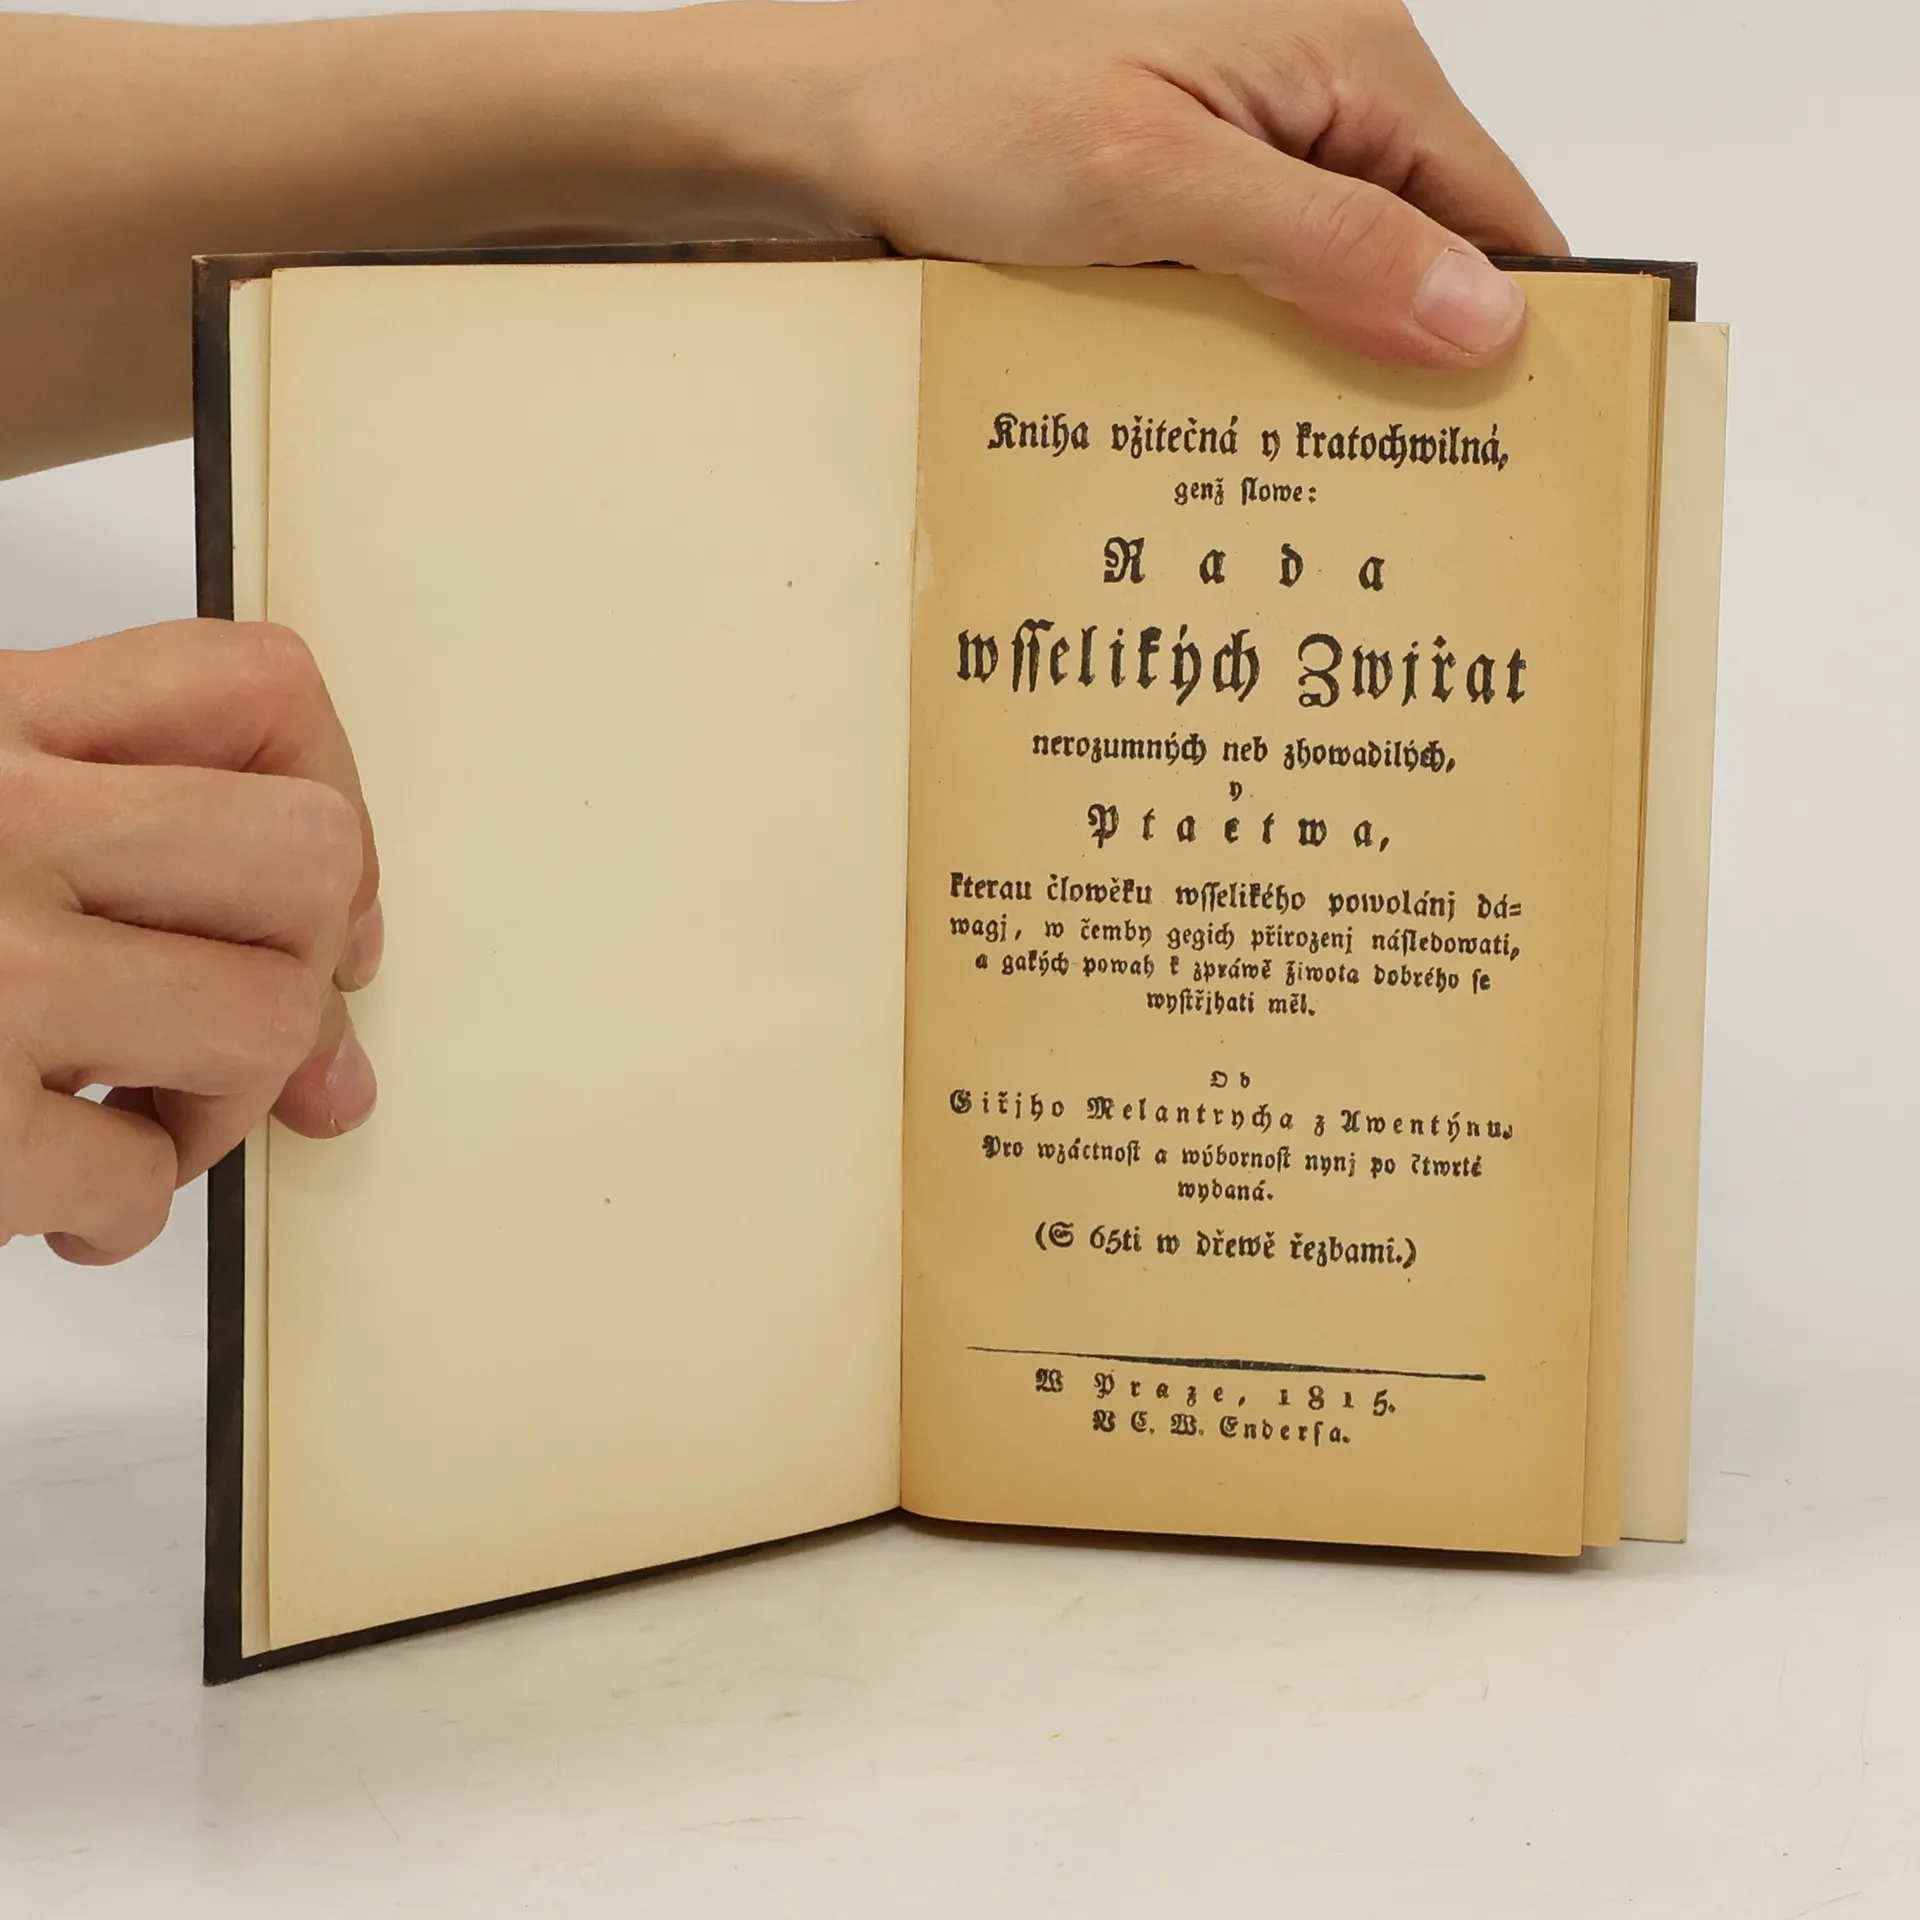 Kniha vžitečná y kratochwilná,
genž slowe:
Rada
wſſelikých Zwjřat
nerozumných neb zhowadilých,
y
Ptactwa,
kterau člowěku wſſelikého powolánj dá=
wagj, w čemby gegich přirozenj náſledowati,
a gakých powah k zpráwě žiwota dobrého ſe
wyſtřjhati měl.
Od
Giřjho Melantrycha z Awentýnu.
Pro wzáctnoſt a wýbornoſt nynj po čtwrté
wydaná.
(S 65ti w dřewě řezbami.)
W Praze, 1815.
V C. W. Enderſa.